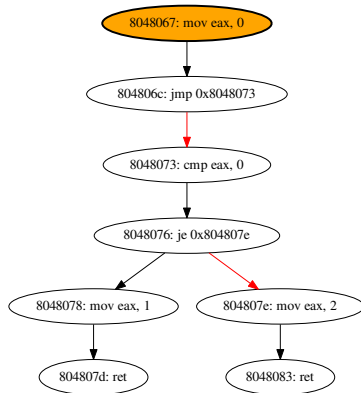 8048067: mov eax, 0
804806c: jmp 0x8048073
8048073: cmp eax, 0
8048076: je 0x804807e
8048078: mov eax, 1
804807e: mov eax, 2
804807d: ret
8048083: ret